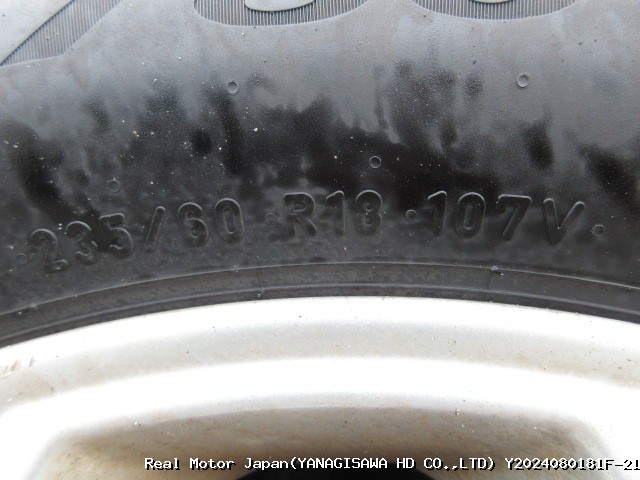 ·235/60·R18·107V·
Real Motor Japan(YANAGISAWA HD CO.,LTD) Y2024080181F-21